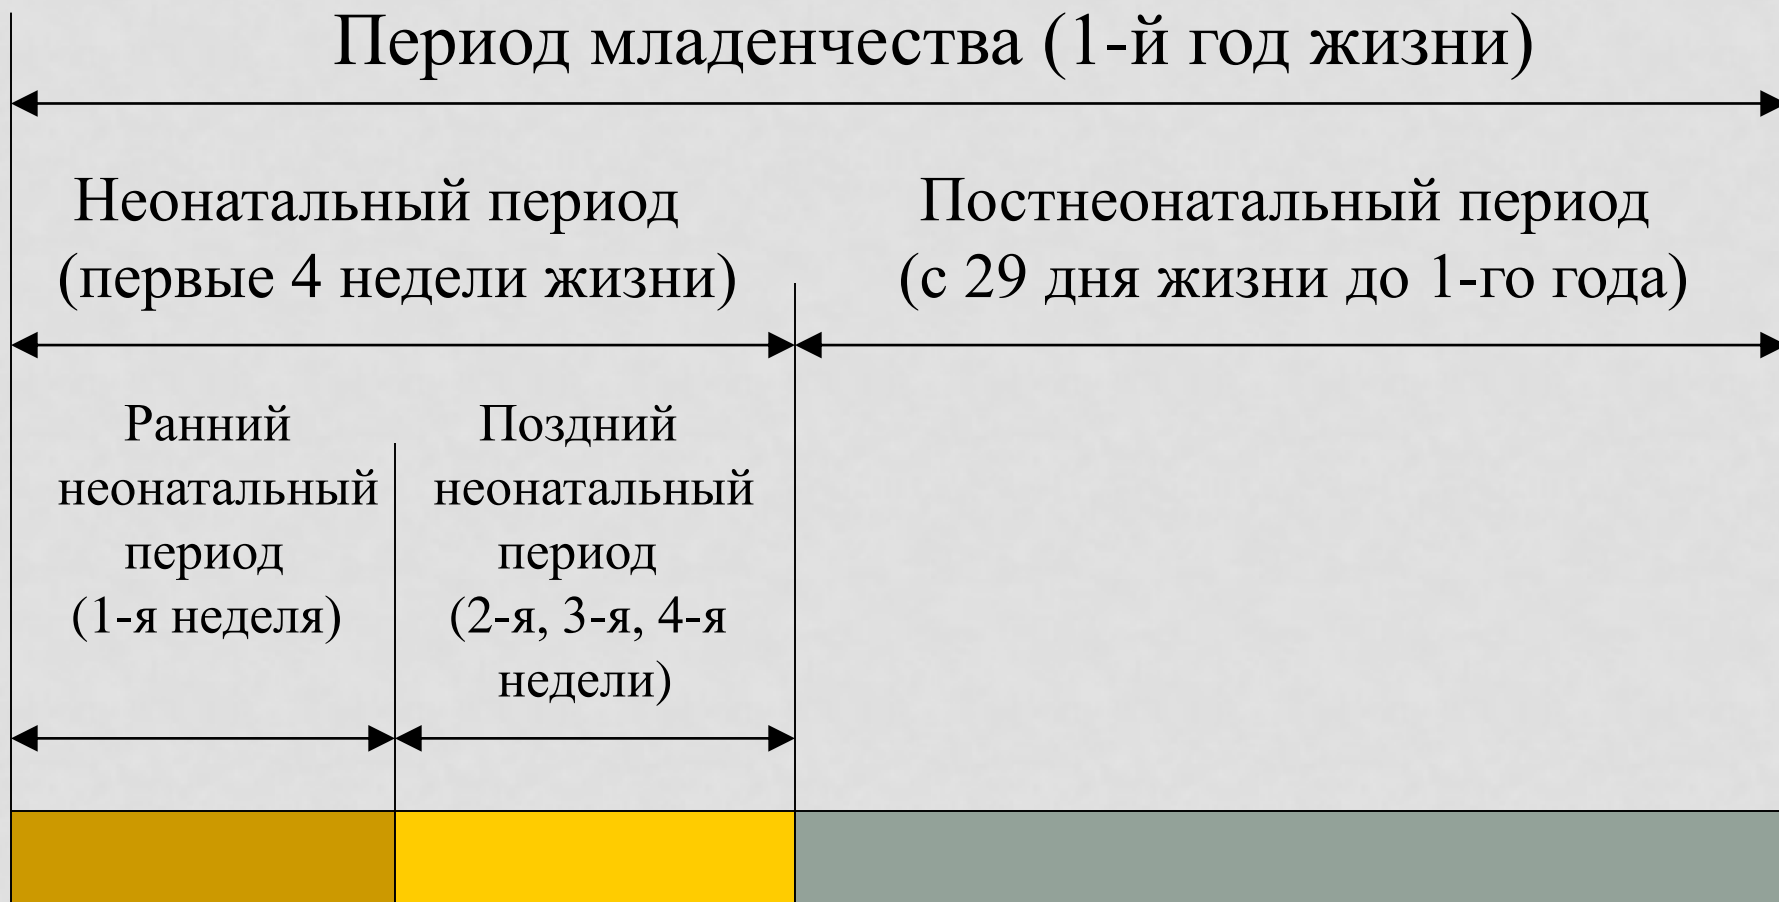 Период младенчества (1-й год жизни)
Неонатальный период
(первые 4 недели жизни)
Постнеонатальный период
(с 29 дня жизни до 1-го года)
Ранний
неонатальный
период
(1-я неделя)
Поздний
неонатальный
период
(2-я, 3-я, 4-я
недели)